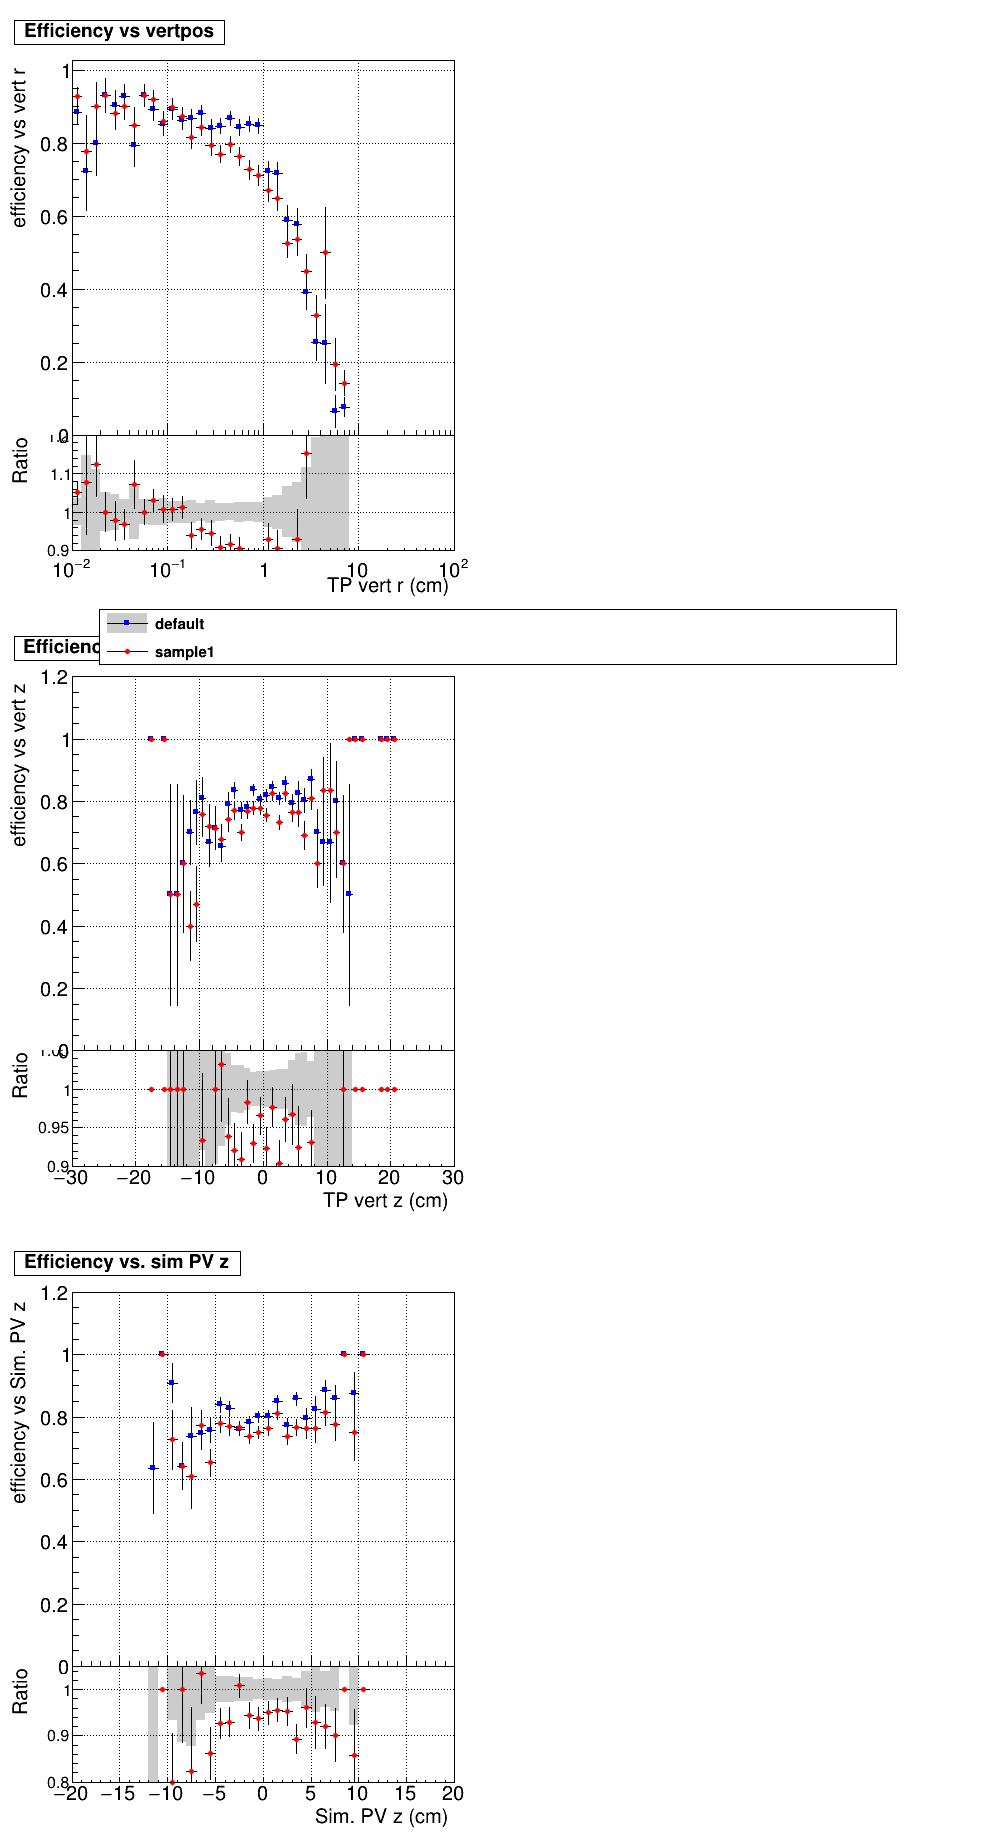 Efficiency vs vertpos
efficiency vs vert r
1
0.8
0.6
0.4
0.2
0
Ratio
1.1
1
0.9
10−2 10−1 1 10 102
TP vert r (cm)
default
sample1
Efficienc
efficiency vs vert z
1.2
1
0.8
0.6
0.4
0.2
0
Ratio
1
0.95
0.9
−30 −20 −10 0 10 20 30
TP vert z (cm)
Efficiency vs. sim PV z
efficiency vs Sim. PV z
1.2
1
0.8
0.6
0.4
0.2
0
Ratio
1
0.9
0.8
−20 −15 −10 −5 0 5 10 15 20
Sim. PV z (cm)